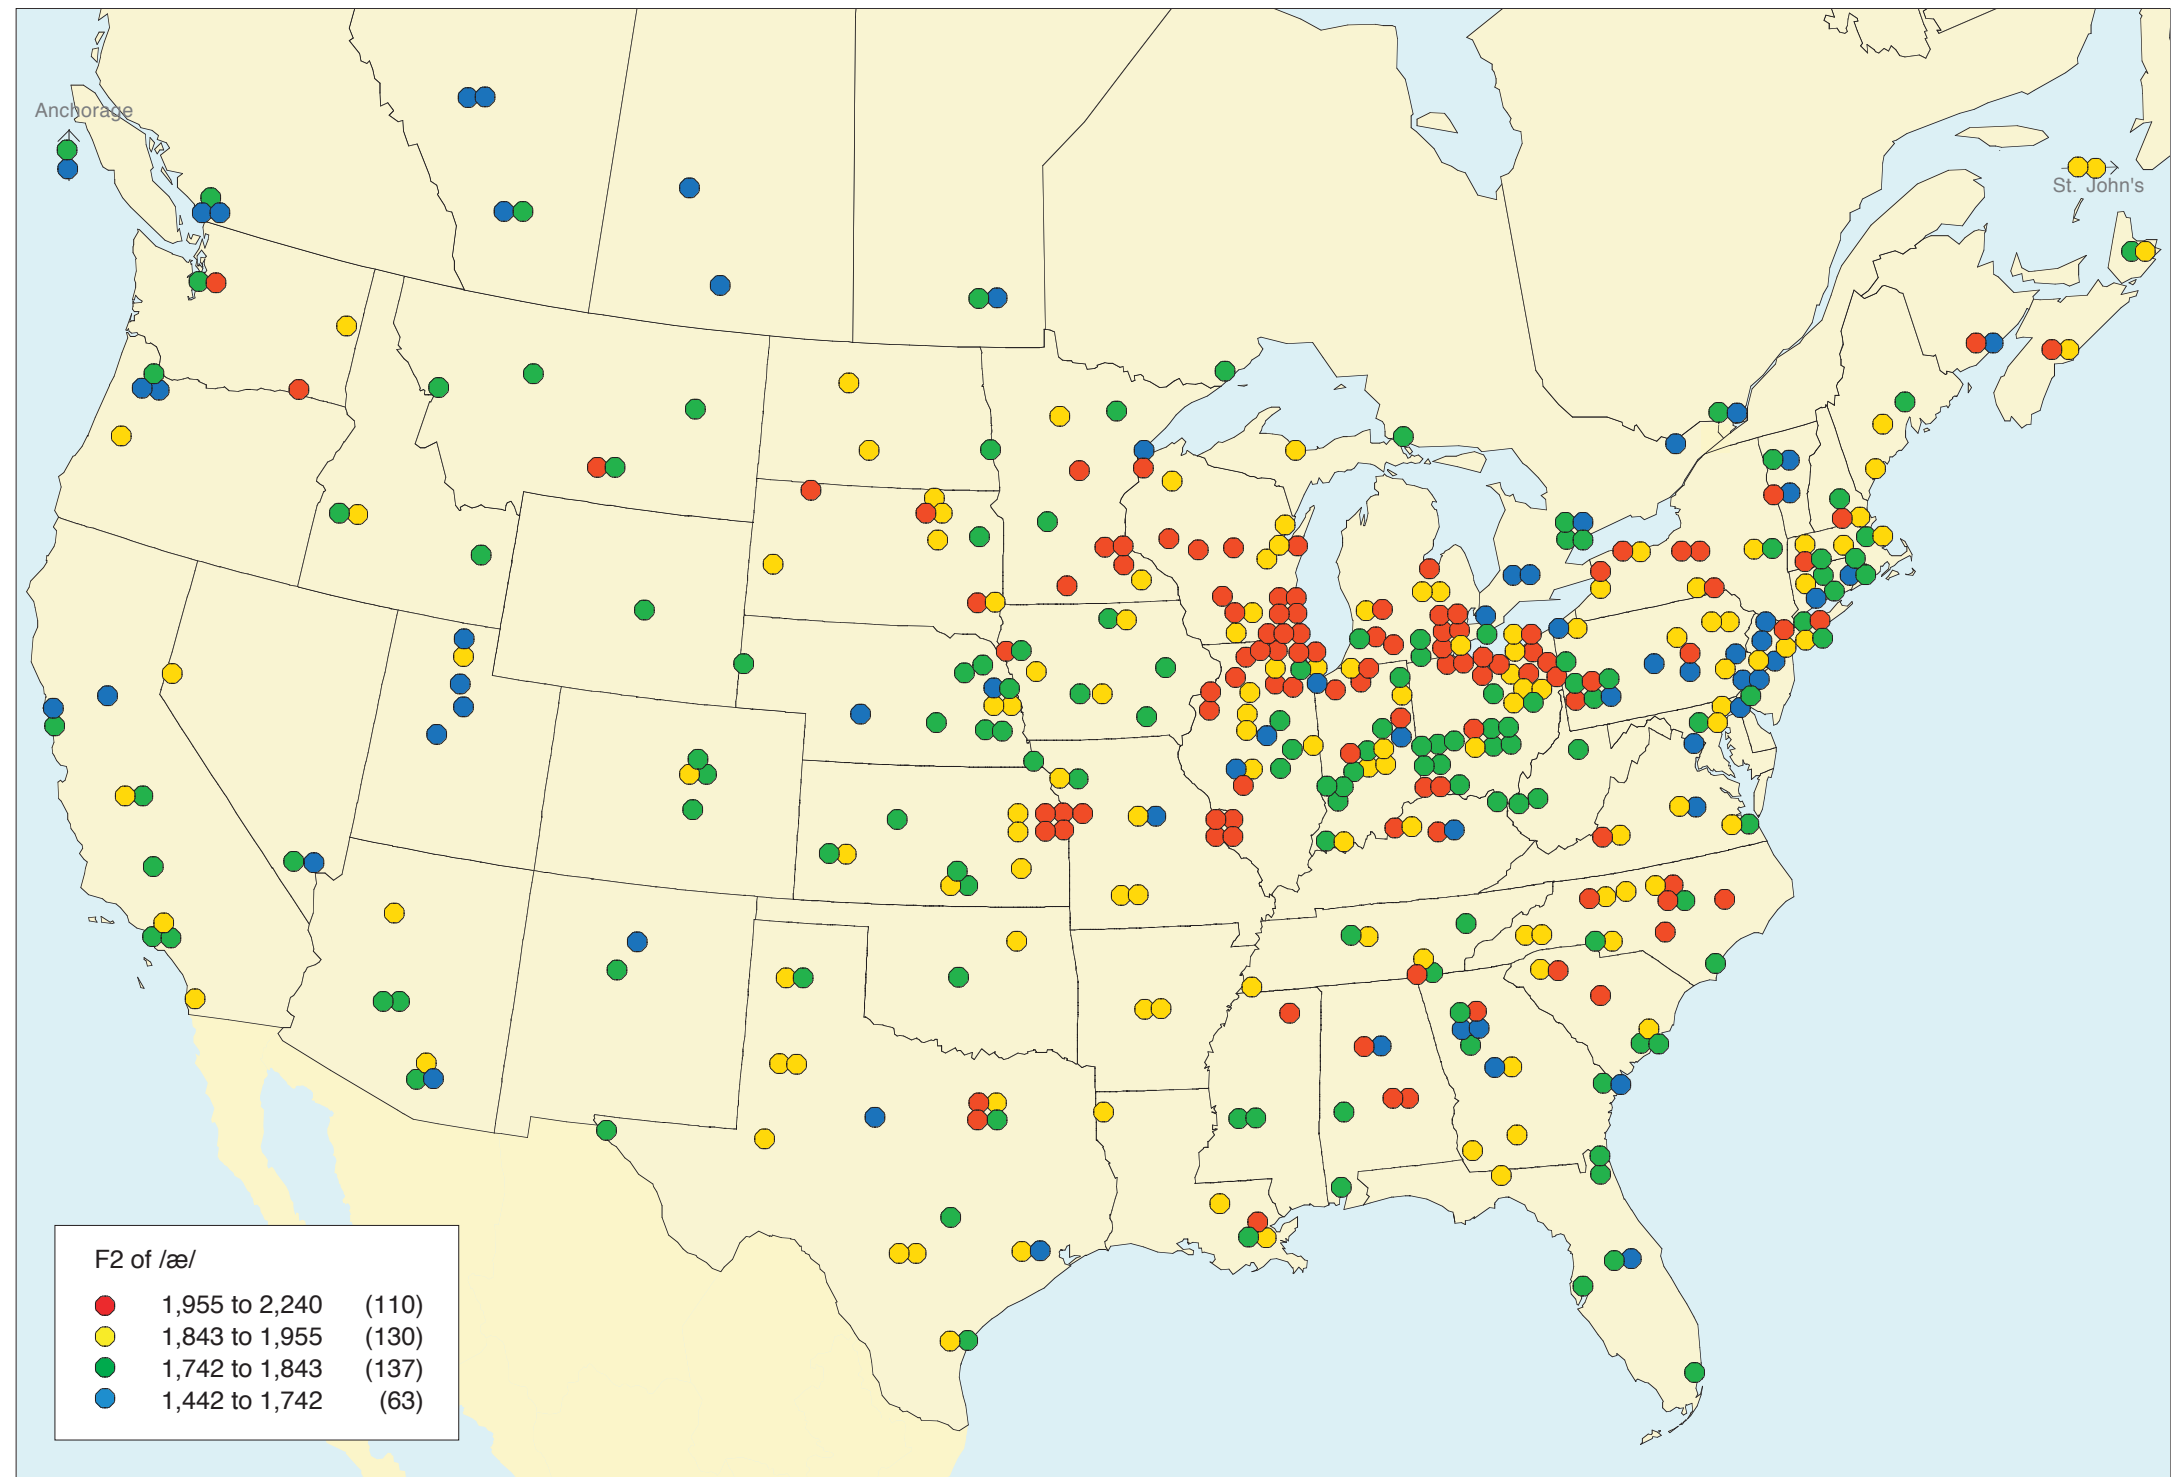 Anchorage
St. John's
F2 of /æ/
1,955 to 2,240 (110)
1,843 to 1,955 (130)
1,742 to 1,843 (137)
1,442 to 1,742 (63)